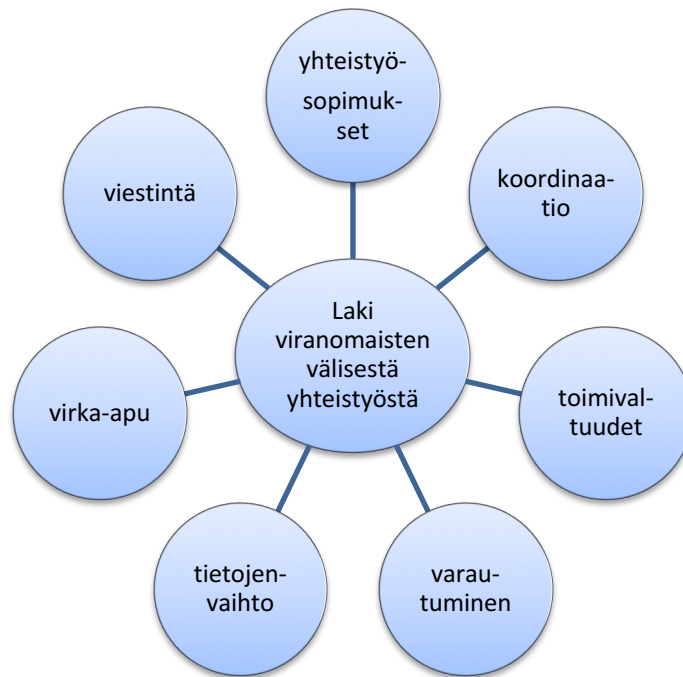 yhteistyö-
sopimuk-
set
koordinaa-
tio
toimival-
tuudet
varau-
tuminen
tietojen-
vaihto
virka-apu
viestintä
Laki
viranomaisten
välisestä
yhteistyöstä